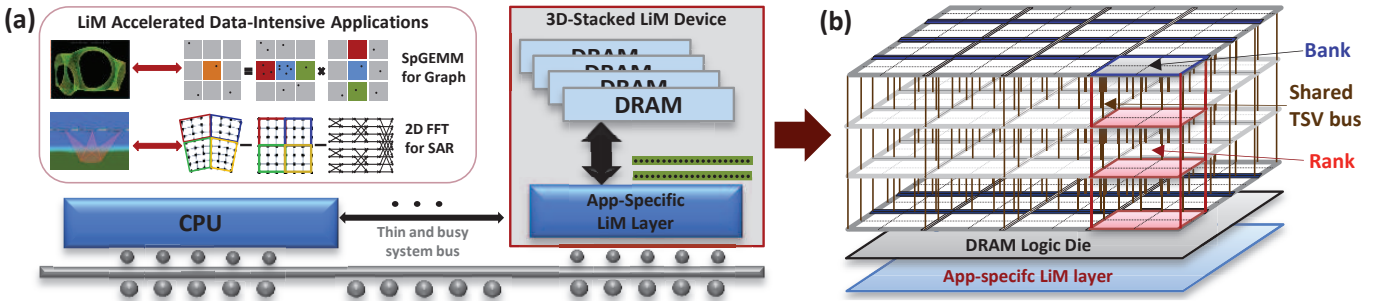 (a)
LiM Accelerated Data-Intensive Applications
SpGEMM
for Graph
2D FFT
for SAR
CPU
Thin and busy
system bus
3D-Stacked LiM Device
DRAM
DRAM
DRAM
DRAM
App-Specific
LiM Layer
(b)
Bank
Shared
TSV bus
Rank
DRAM Logic Die
App-specifc LiM layer